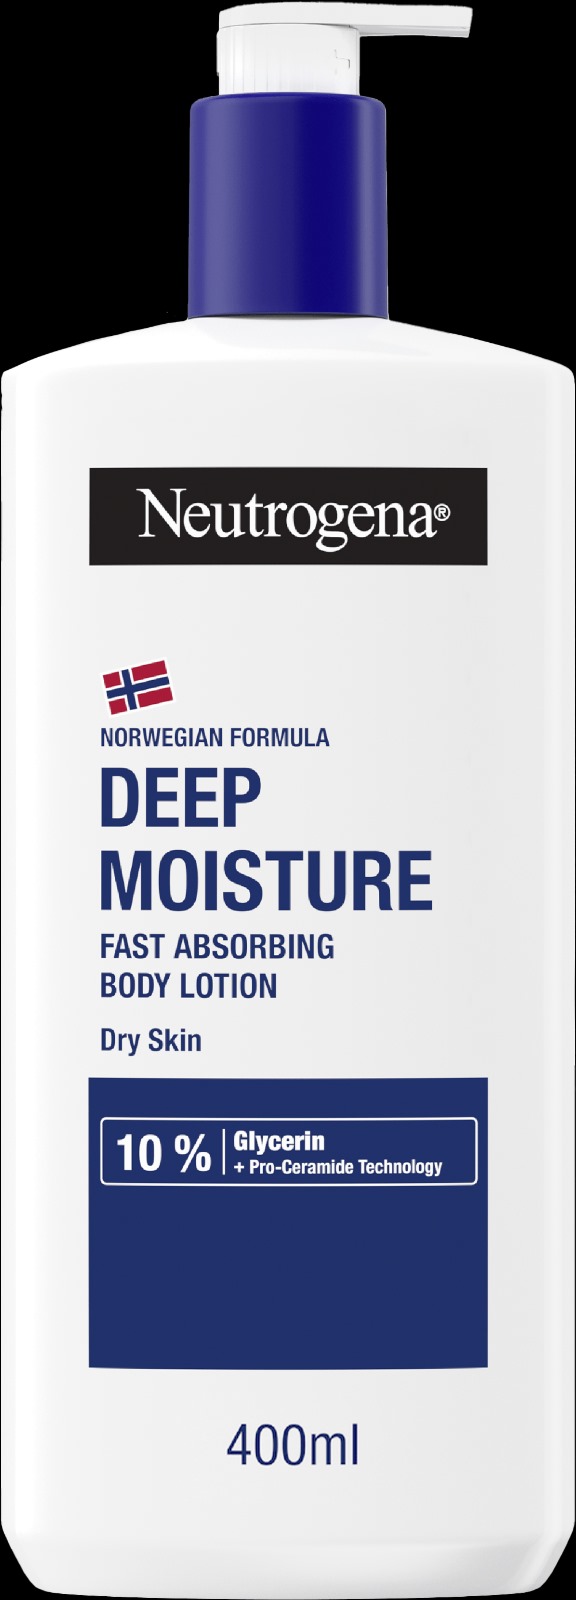 Neutrogena®
NORWEGIAN FORMULA
DEEP
MOISTURE
FAST ABSORBING
BODY LOTION
Dry Skin
10 % Glycerin
+ Pro-Ceramide Technology
400ml